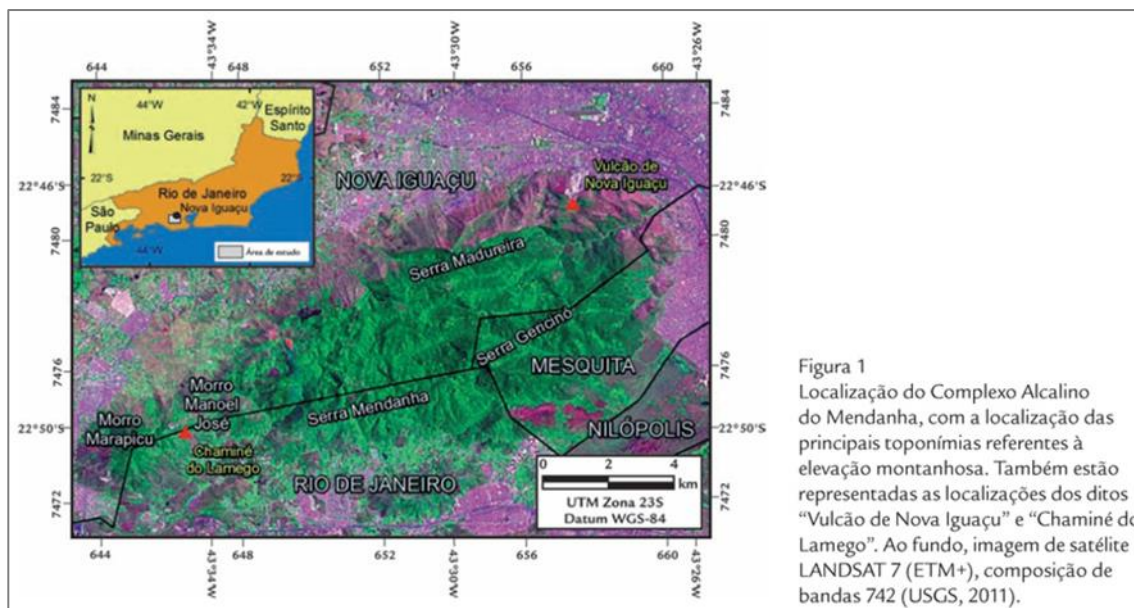 43°34'W
43°30'W
43°26'W
644 648 652 656 660
7484
7480
7476
7472
22°46'S
22°50'S
N
44°W 42°W
Espírito
Santo
Minas Gerais
22°S 22°S
Rio de Janeiro
Nova Iguaçu
São
Paulo
44°W
Área de estudo
NOVA IGUAÇU
Vulcão de
Nova Iguaçu
22°46'S
7484
7480
Serra Madureira
Serra Gencinó
MESQUITA
Morro
Manoel
José
Serra Mendanha
Morro
Marapicu
NILÓPOLIS
Chaminé
do Lamego
RIO DE JANEIRO
22°50'S
7476
7472
0 2 4
km
UTM Zona 23S
Datum WGS-84
644 648 652 656 660
43°34'W
43°30'W
43°26'W
Figura 1
Localização do Complexo Alcalino
do Mendanha, com a localização das
principais toponímias referentes à
elevação montanhosa. Também estão
representadas as localizações dos ditos
“Vulcão de Nova Iguaçu” e “Chaminé do
Lamego”. Ao fundo, imagem de satélite
LANDSAT 7 (ETM+), composição de
bandas 742 (USGS, 2011).